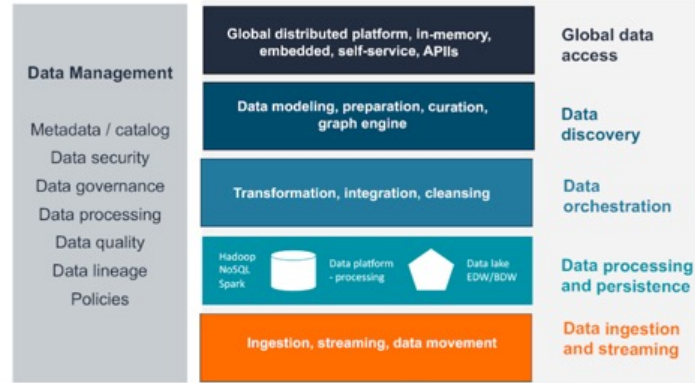 Data Management
Metadata / catalog
Data security
Data governance
Data processing
Data quality
Data lineage
Policies
Global distributed platform, in-memory,
embedded, self-service, APIIs
Global data
access
Data modeling, preparation, curation,
graph engine
Data
discovery
Transformation, integration, cleansing
Data
orchestration
Hadoop
NoSQL
Spark
Data platform
- processing
Data lake
EDW/BDW
Data processing
and persistence
Ingestion, streaming, data movement
Data ingestion
and streaming